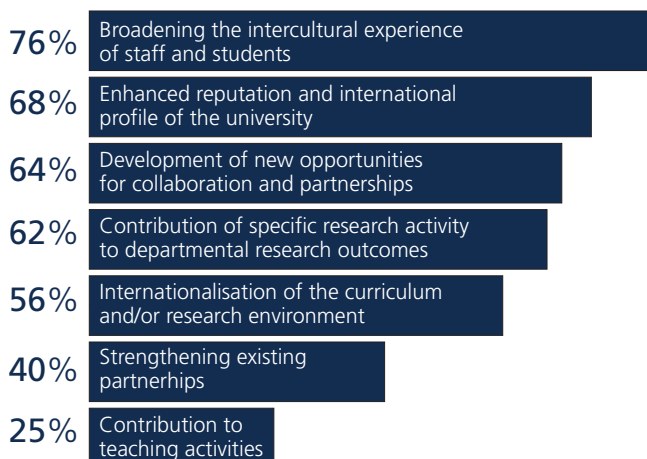 76%
Broadening the intercultural experience
of staff and students
68%
Enhanced reputation and international
profile of the university
64%
Development of new opportunities
for collaboration and partnerships
62%
Contribution of specific research activity
to departmental research outcomes
56%
Internationalisation of the curriculum
and/or research environment
40%
Strengthening existing
partnerhips
25%
Contribution to
teaching activities